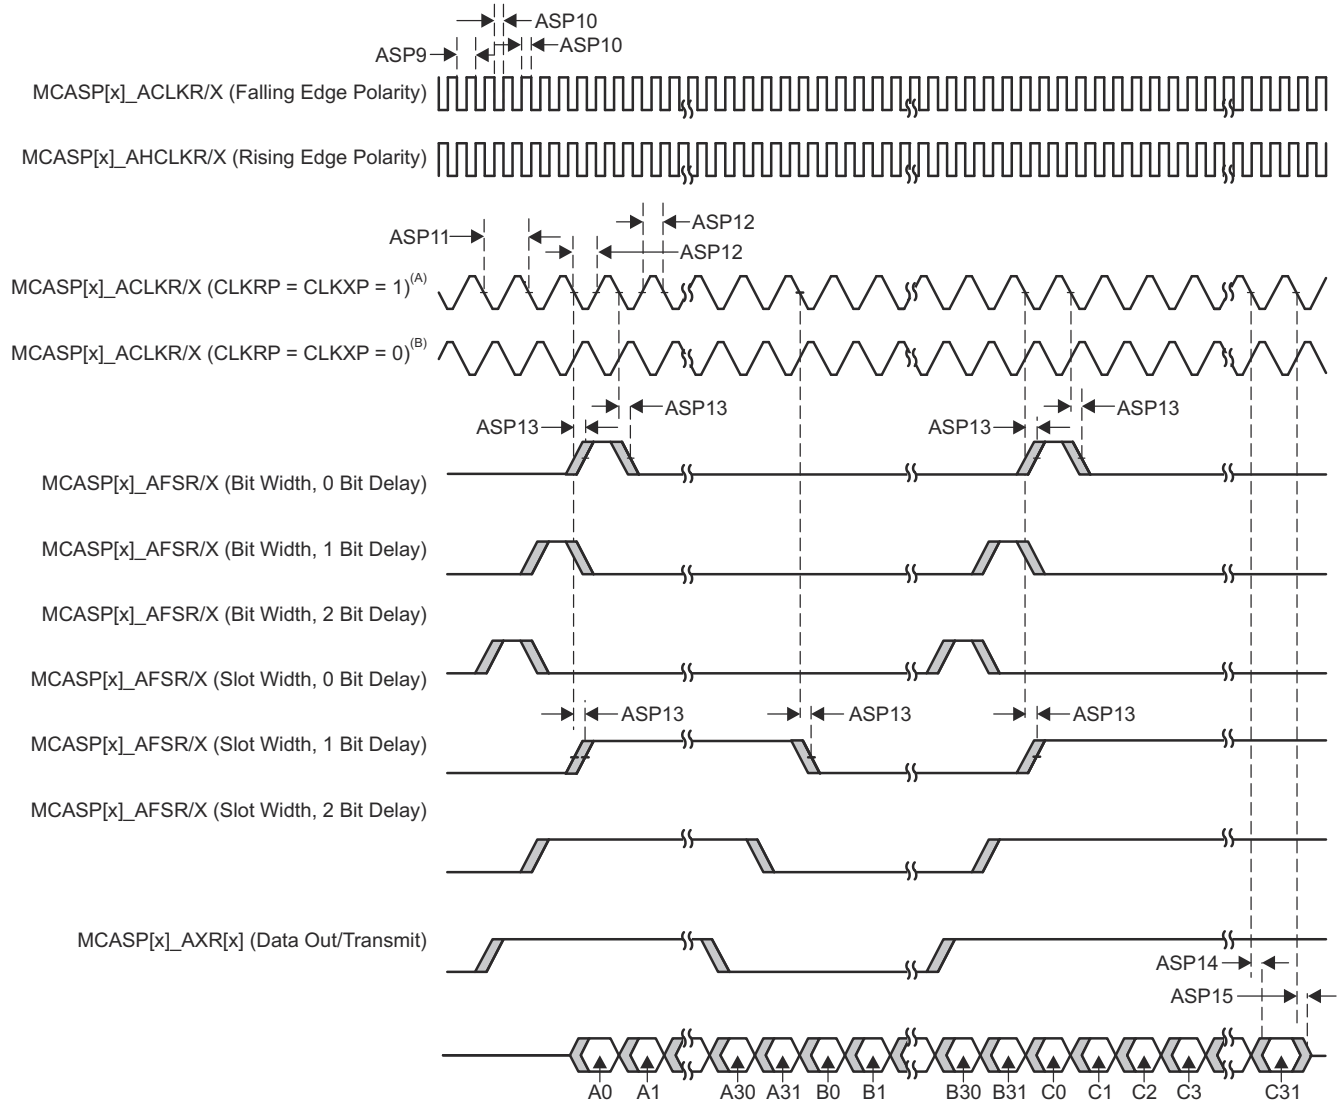 ASP10
ASP10
ASP9
MCASP[x]_ACLKR/X (Falling Edge Polarity)
MCASP[x]_AHCLKR/X (Rising Edge Polarity)
ASP12
ASP11
ASP12
MCASP[x]_ACLKR/X (CLKRP = CLKXP = 1)(A)
MCASP[x]_ACLKR/X (CLKRP = CLKXP = 0)(B)
ASP13 ASP13
ASP13 ASP13
MCASP[x]_AFSR/X (Bit Width, 0 Bit Delay)
MCASP[x]_AFSR/X (Bit Width, 1 Bit Delay)
MCASP[x]_AFSR/X (Bit Width, 2 Bit Delay)
MCASP[x]_AFSR/X (Slot Width, 0 Bit Delay)
ASP13 ASP13 ASP13
MCASP[x]_AFSR/X (Slot Width, 1 Bit Delay)
MCASP[x]_AFSR/X (Slot Width, 2 Bit Delay)
MCASP[x]_AXR[x] (Data Out/Transmit)
ASP14
ASP15
A0 A1 A30 A31 B0 B1 B30 B31 C0 C1 C2 C3 C31